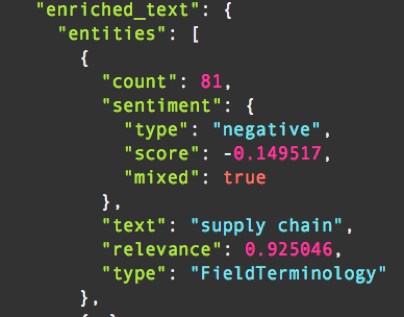 "enriched_text": {
"entities": [
{
"count": 81,
"sentiment": {
"type": "negative",
"score": -0.149517,
"mixed": true
},
"text": "supply chain",
"relevance": 0.925046,
"type": "FieldTerminology"
},